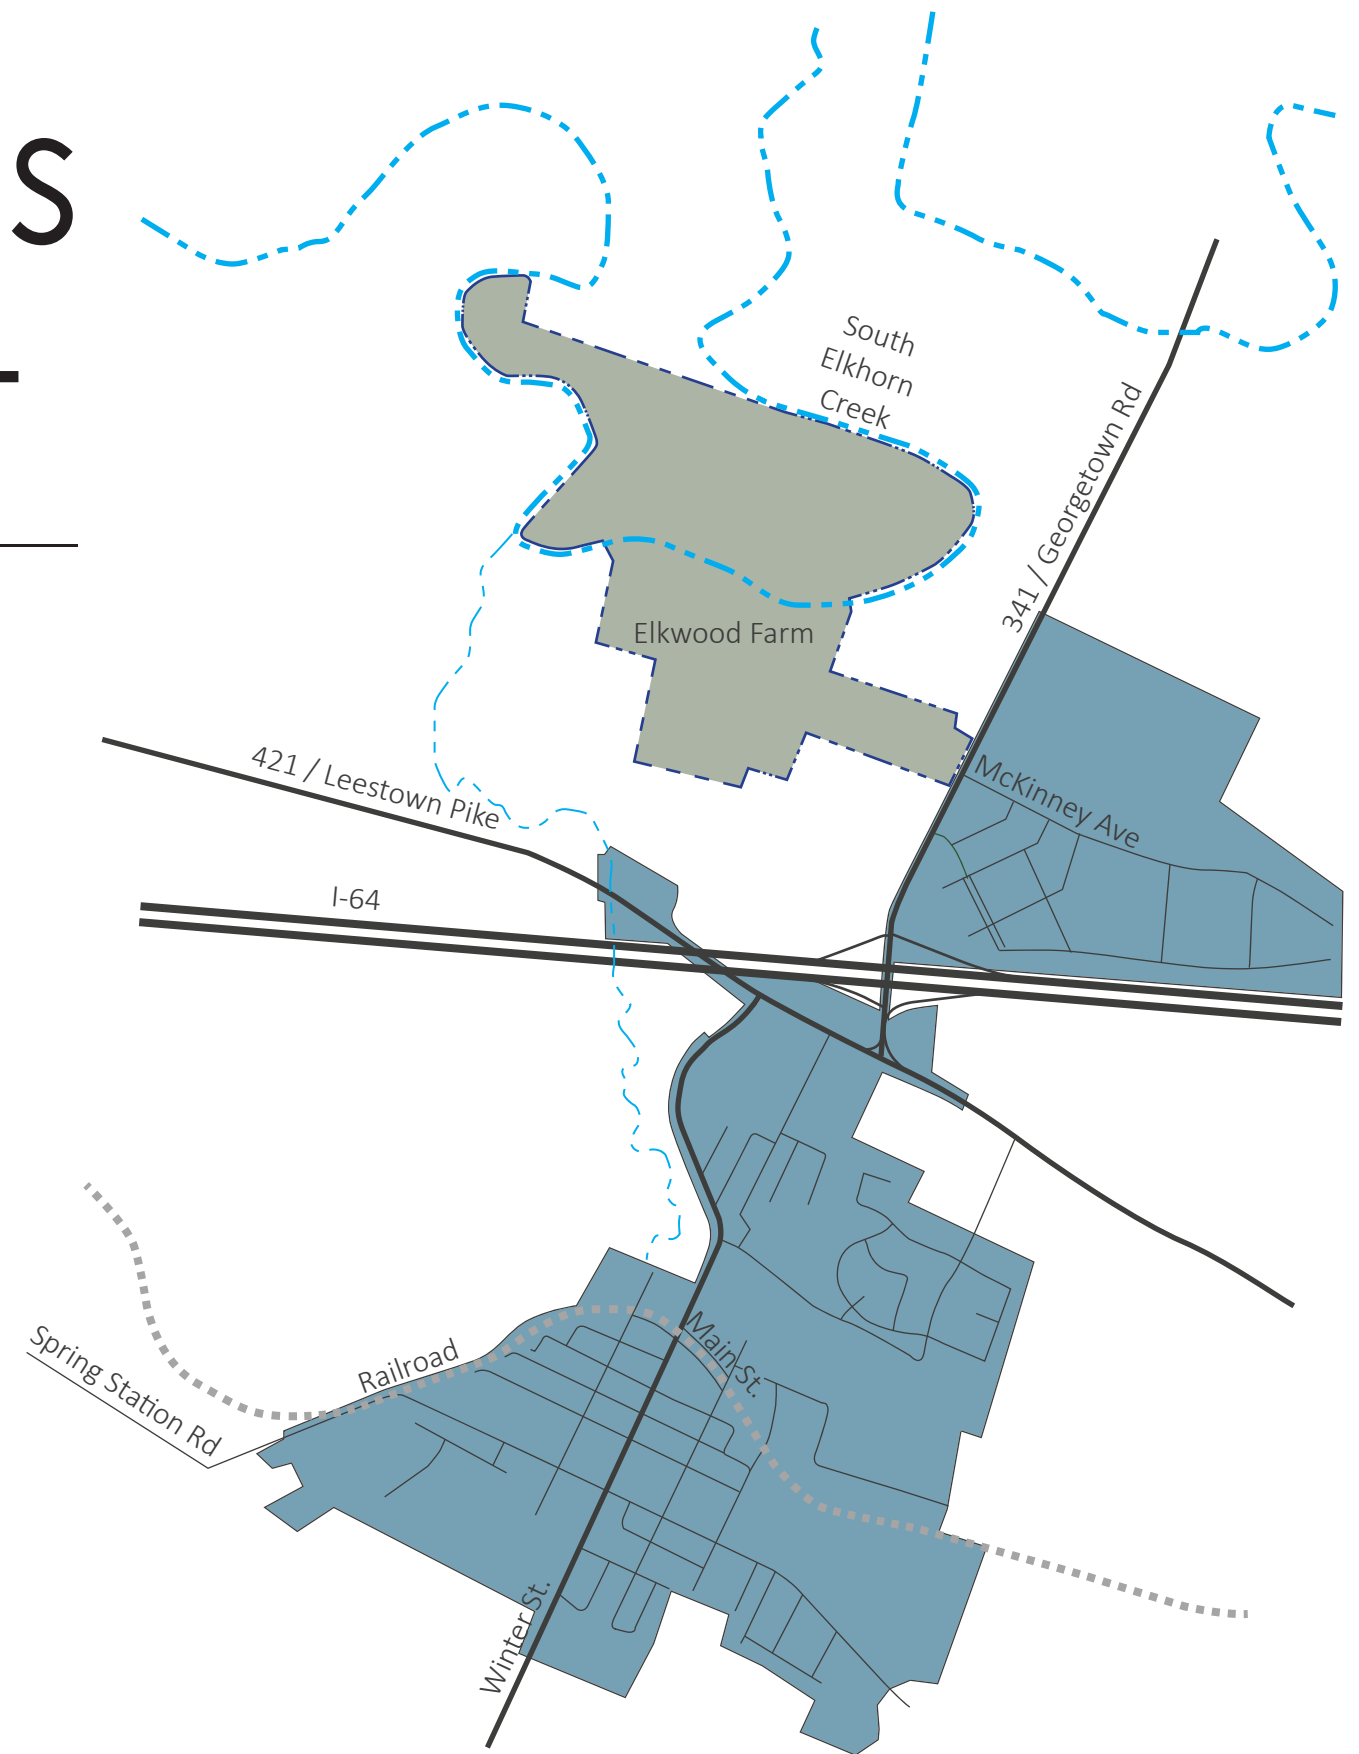 S
South
Elkhorn
Creek
341 / Georgetown Rd
Elkwood Farm
McKinney Ave
421 / Leestown Pike
I-64
Main St.
Railroad
Spring Station Rd
Winter St.